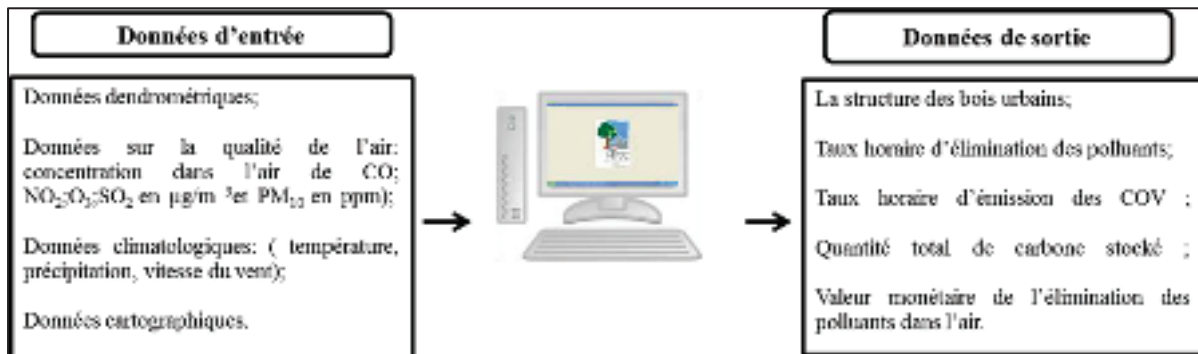 Données d'entrée
Données dendrométriques;
Données sur la qualité de l'air:
concentration dans l'air de CO;
NO₂;O₃;SO₂ en µg/m ³et PM₁₀ en ppm);
Données climatologiques: ( température,
précipitation, vitesse du vent);
Données cartographiques.
Données de sortie
La structure des bois urbains;
Taux horaire d'élimination des polluants;
Taux horaire d'émission des COV ;
Quantité total de carbone stocké ;
Valeur monétaire de l'élimination des
polluants dans l'air.